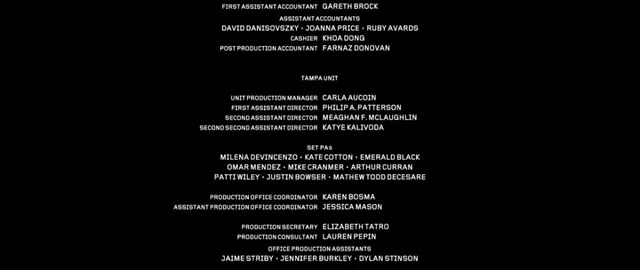 FIRST ASSISTANT ACCOUNTANT GARETH BROCK
ASSISTANT ACCOUNTANTS
DAVID DANISOVSZKY • JOANNA PRICE • RUBY AVARDS
CASHIER KHOA DONG
POST PRODUCTION ACCOUNTANT FARNAZ DONOVAN
TAMPA UNIT
UNIT PRODUCTION MANAGER CARLA AUCOIN
FIRST ASSISTANT DIRECTOR PHILIP A. PATTERSON
SECOND ASSISTANT DIRECTOR MEAGHAN F. MCLAUGHLIN
SECOND SECOND ASSISTANT DIRECTOR KATYE KALIVODA
SET PAs
MILENA DEVINCENZO • KATE COTTON • EMERALD BLACK
OMAR MENDEZ • MIKE CRANMER • ARTHUR CURRAN
PATTI WILEY • JUSTIN BOWSER • MATHEW TODD DECESARE
PRODUCTION OFFICE COORDINATOR KAREN BOSMA
ASSISTANT PRODUCTION OFFICE COORDINATOR JESSICA MASON
PRODUCTION SECRETARY ELIZABETH TATRO
PRODUCTION CONSULTANT LAUREN PEPIN
OFFICE PRODUCTION ASSISTANTS
JAIME STRIBY • JENNIFER BURKLEY • DYLAN STINSON